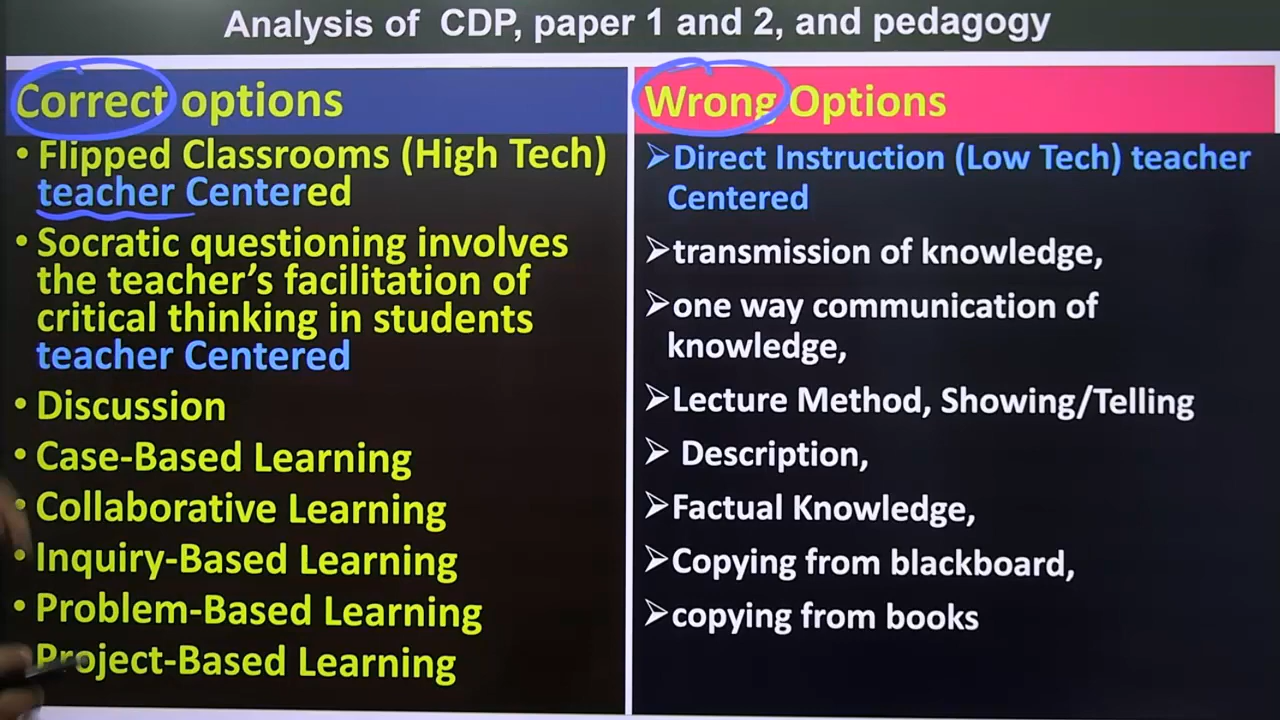 Analysis of CDP, paper 1 and 2, and pedagogy
Correct options
• Flipped Classrooms (High Tech)
teacher Centered
• Socratic questioning involves
the teacher's facilitation of
critical thinking in students
teacher Centered
• Discussion
• Case-Based Learning
• Collaborative Learning
• Inquiry-Based Learning
• Problem-Based Learning
• Project-Based Learning
Wrong Options
➢Direct Instruction (Low Tech) teacher
Centered
➢transmission of knowledge,
➢one way communication of
knowledge,
➢Lecture Method, Showing/Telling
➢ Description,
➢Factual Knowledge,
➢Copying from blackboard,
➢copying from books